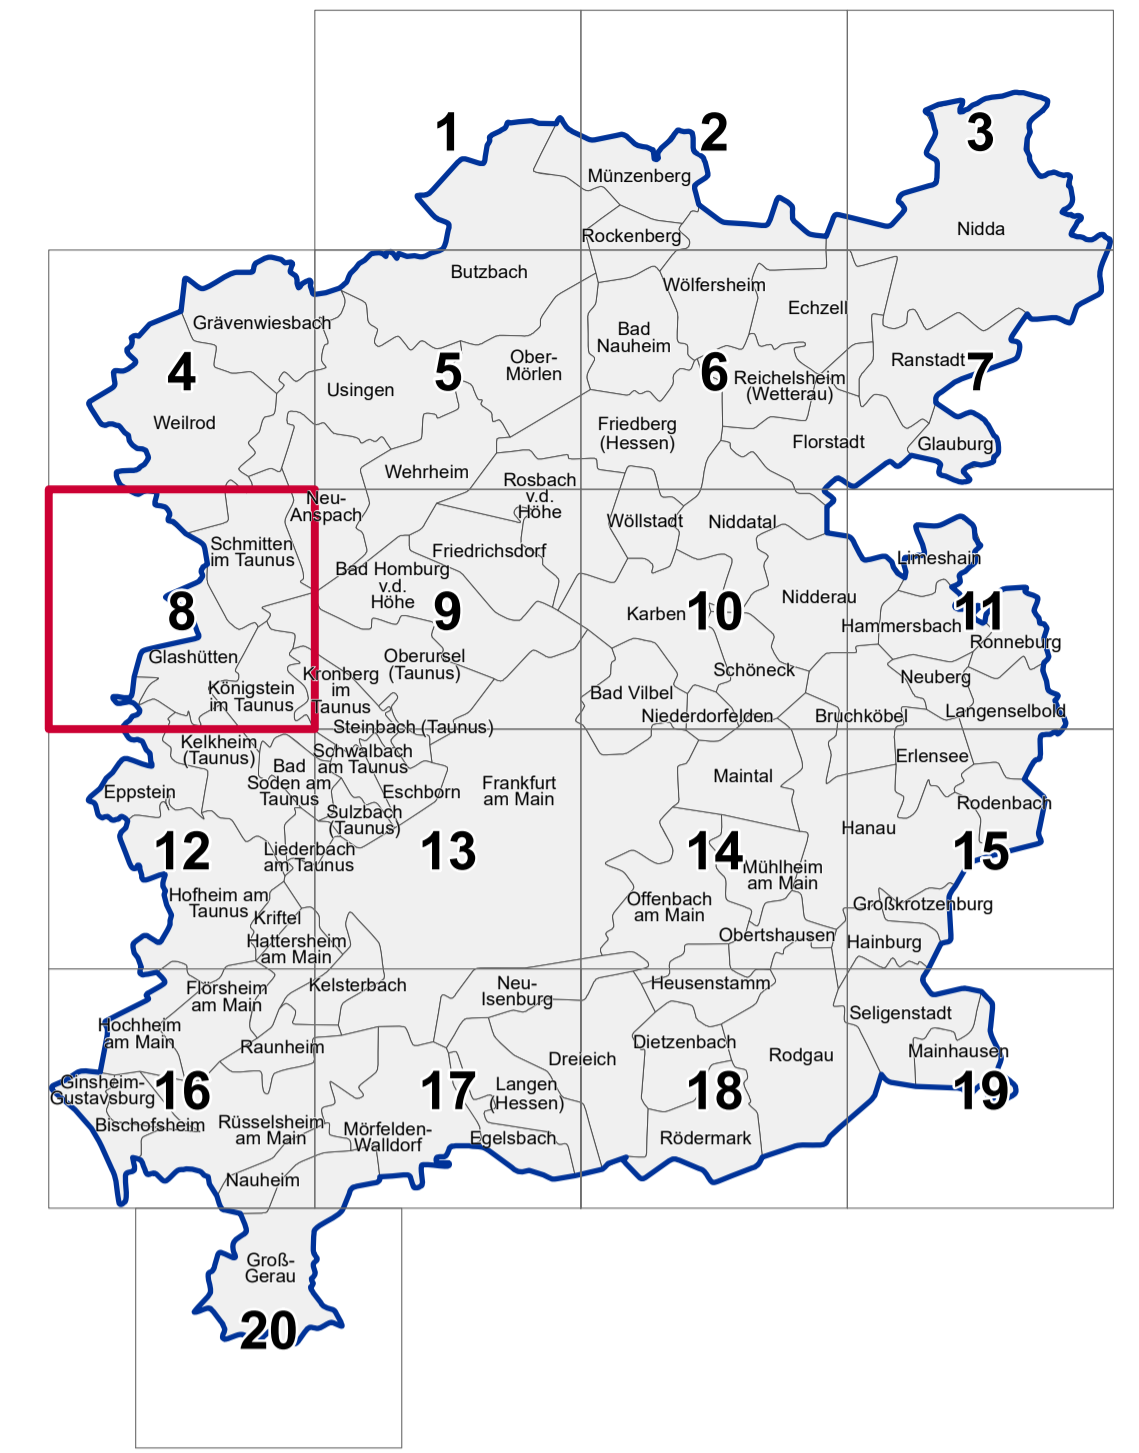 1
2
3
Münzenberg
Rockenberg
Nidda
Butzbach
Wölfersheim
Echzell
Grävenwiesbach
Bad
Nauheim
Ober-
Mörlen
Ranstadt
4
5
6
7
Usingen
Reichelsheim
(Wetterau)
Weilrod
Friedberg
(Hessen)
Florstadt
Glauburg
Wehrheim
Rosbach
v.d.
Höhe
Neu-
Anspach
Wöllstadt
Niddatal
Schmitten
im Taunus
Friedrichsdorf
Limeshain
Bad Homburg
v.d.
Höhe
8
9
10
11
Karben
Nidderau
Hammersbach
Ronneburg
Glashütten
Oberursel
(Taunus)
Schöneck
Neuberg
Königstein
im Taunus
Kronberg
im
Taunus
Bad Vilbel
Niederdorfelden
Bruchköbel
Langenselbold
Steinbach (Taunus)
Kelkheim
(Taunus)
Schwalbach
am Taunus
Erlensee
Bad
Soden am
Taunus
Maintal
Eppstein
Eschborn
Frankfurt
am Main
Rodenbach
Sulzbach
(Taunus)
Hanau
12
13
14
15
Liederbach
am Taunus
Mühlheim
am Main
Hofheim am
Taunus
Offenbach
am Main
Großkrotzenburg
Kriftel
Obertshausen
Hainburg
Hattersheim
am Main
Flörsheim
am Main
Kelsterbach
Neu-
Isenburg
Heusenstamm
Seligenstadt
Hochheim
am Main
Raunheim
Dreieich
Dietzenbach
Rodgau
Mainhausen
Ginsheim-
Gustavsburg
16
17
18
19
Langen
(Hessen)
Bischofsheim
Rüsselsheim
am Main
Mörfelden-
Walldorf
Egelsbach
Rödermark
Nauheim
Groß-
Gerau
20